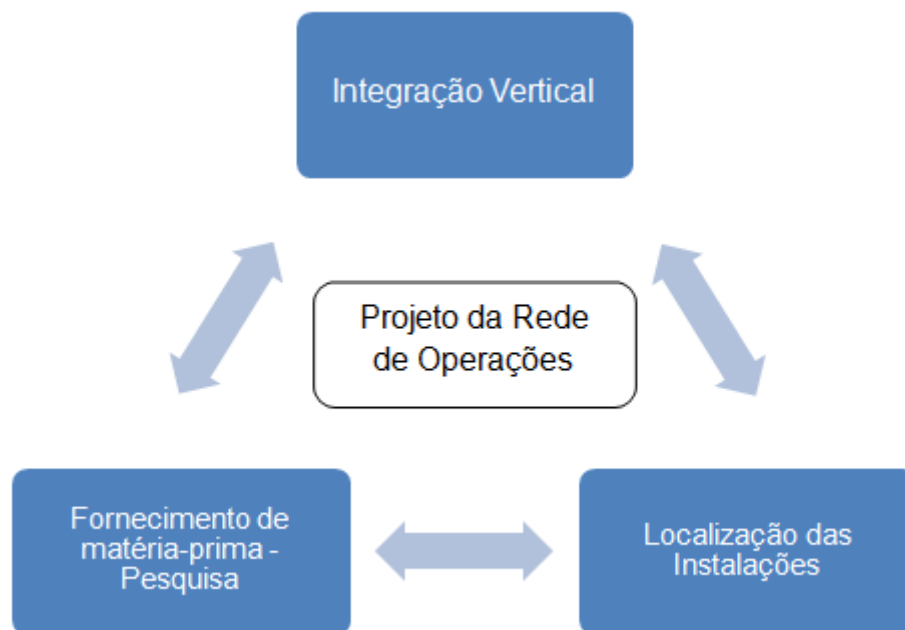 Integração Vertical
Projeto da Rede
de Operações
Fornecimento de
matéria-prima -
Pesquisa
Localização das
Instalações